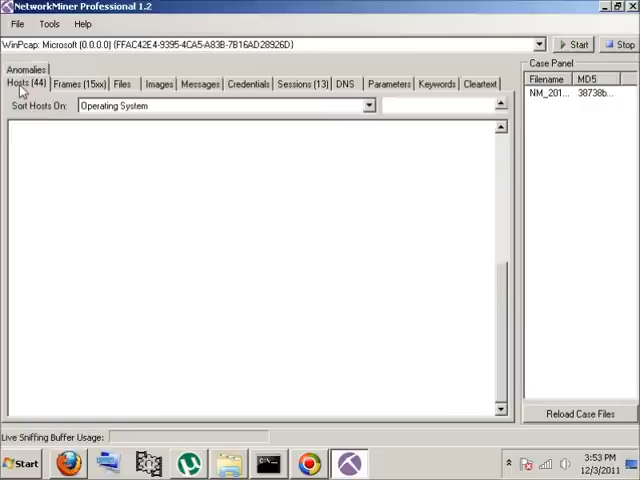 NetworkMiner Professional 1.2
File Tools Help
WinPcap: Microsoft (0.0.0.0) {FFAC42E4-9395-4CA5-A83B-7B16AD28926D}
Start
Stop
Anomalies
Hosts (44) Frames (15xx) Files Images Messages Credentials Sessions (13) DNS Parameters Keywords Cleartext
Sort Hosts On: Operating System
Case Panel
Filename MD5
NM_201... 38738b...
Reload Case Files
Live Sniffing Buffer Usage:
Start
3:53 PM
12/3/2011